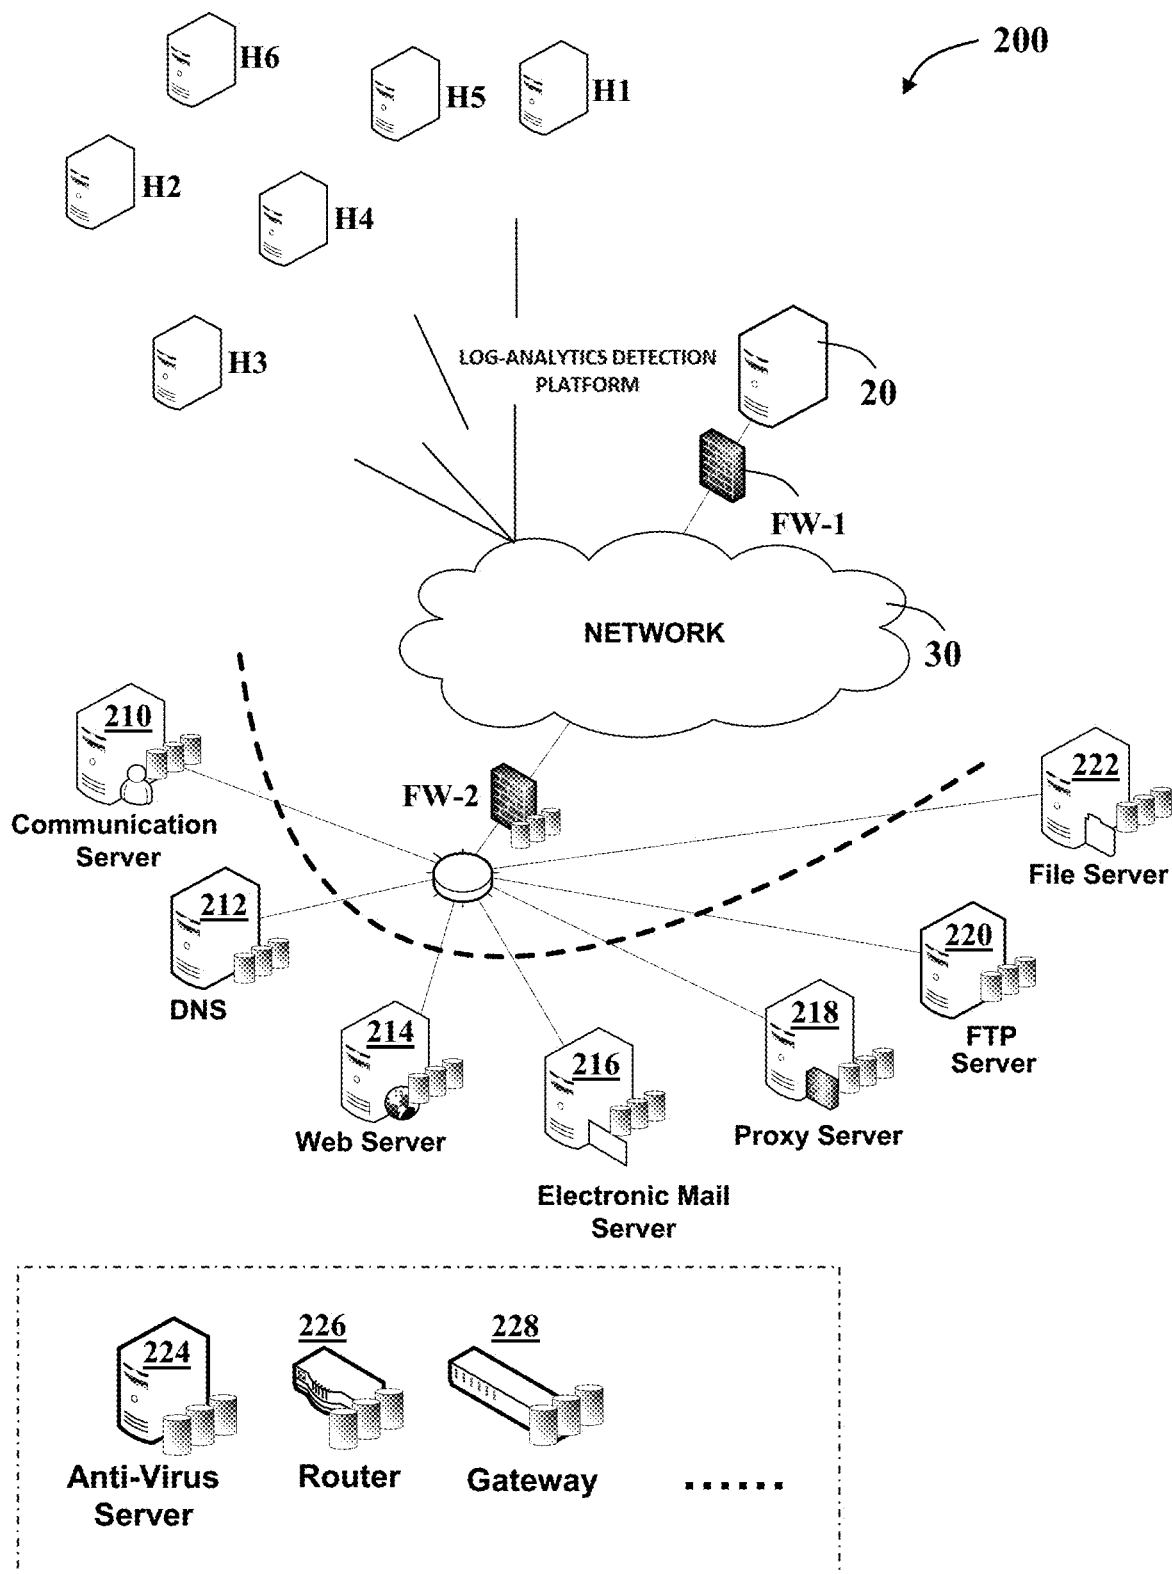 200
H6
H5
H1
H2
H4
H3
LOG-ANALYTICS DETECTION
PLATFORM
20
FW-1
NETWORK
30
210
Communication
Server
FW-2
222
File Server
212
DNS
220
FTP
Server
214
Web Server
216
Electronic Mail
Server
218
Proxy Server
224
Anti-Virus
Server
226
Router
228
Gateway
......